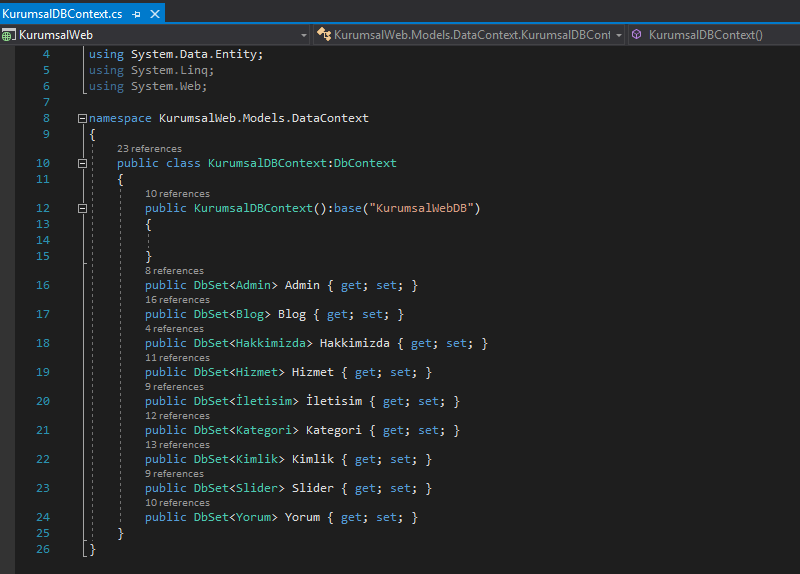 KurumsalDBContext.cs
KurumsalWeb KurumsalWeb.Models.DataContext.KurumsalDBCont KurumsalDBContext()
4 using System.Data.Entity;
5 using System.Linq;
6 using System.Web;
7
8 namespace KurumsalWeb.Models.DataContext
9 {
23 references
10 public class KurumsalDBContext:DbContext
11 {
10 references
12 public KurumsalDBContext():base("KurumsalWebDB")
13 {
14
15 }
8 references
16 public DbSet<Admin> Admin { get; set; }
16 references
17 public DbSet<Blog> Blog { get; set; }
4 references
18 public DbSet<Hakkimizda> Hakkimizda { get; set; }
11 references
19 public DbSet<Hizmet> Hizmet { get; set; }
9 references
20 public DbSet<İletisim> İletisim { get; set; }
12 references
21 public DbSet<Kategori> Kategori { get; set; }
13 references
22 public DbSet<Kimlik> Kimlik { get; set; }
9 references
23 public DbSet<Slider> Slider { get; set; }
10 references
24 public DbSet<Yorum> Yorum { get; set; }
25 }
26 }